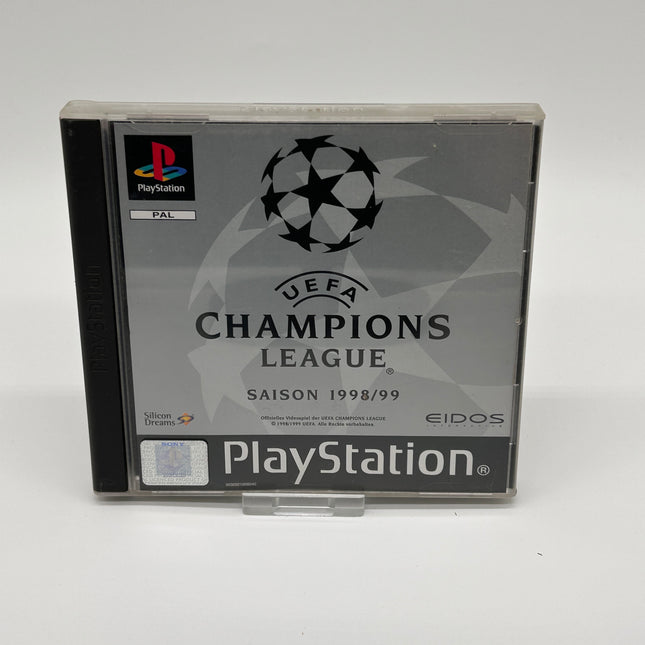 PlayStation
PlayStation
PAL
UEFA
CHAMPIONS
LEAGUE®
SAISON 1998/99
Offizielles Videospiel der UEFA CHAMPIONS LEAGUE
© 1998/1999 UEFA. Alle Rechte vorbehalten.
Silicon
Dreams
EIDOS
INTERACTIVE
SONY
PlayStation®